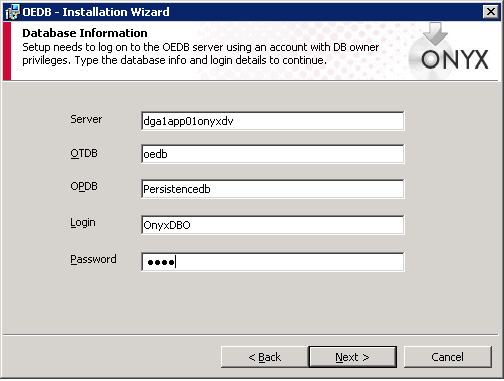 OEDB - Installation Wizard
Database Information
Setup needs to log on to the OEDB server using an account with DB owner
privileges. Type the database info and login details to continue.
ONYX
Server dga1app01onyxdv
OTDB oedb
OPDB Persistencedb
Login OnyxDBO
Password ●●●●
< Back Next > Cancel